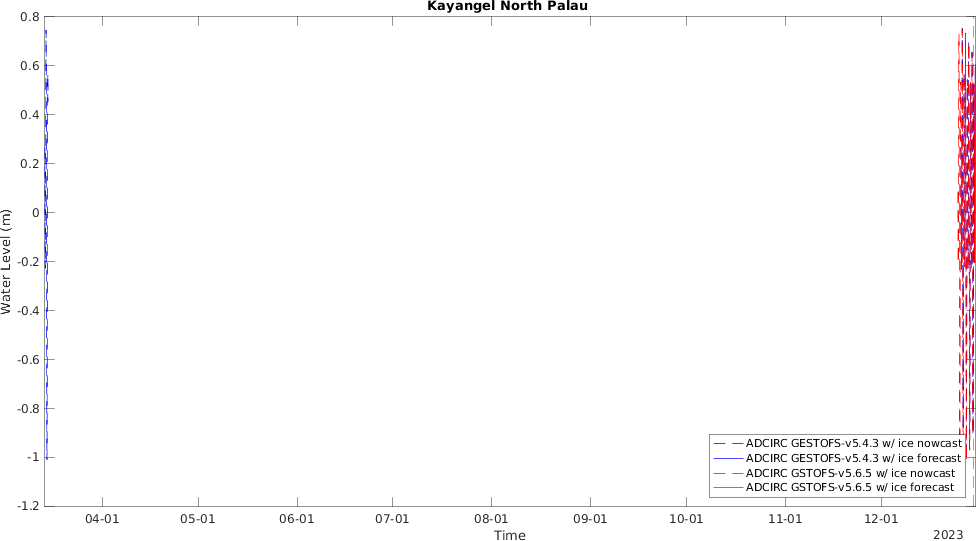 Kayangel North Palau
0.8
0.6
0.4
0.2
0
-0.2
-0.4
-0.6
-0.8
-1
-1.2
Water Level (m)
04-01 05-01 06-01 07-01 08-01 09-01 10-01 11-01 12-01
Time
2023
ADCIRC GESTOFS-v5.4.3 w/ ice nowcast
ADCIRC GESTOFS-v5.4.3 w/ ice forecast
ADCIRC GSTOFS-v5.6.5 w/ ice nowcast
ADCIRC GSTOFS-v5.6.5 w/ ice forecast